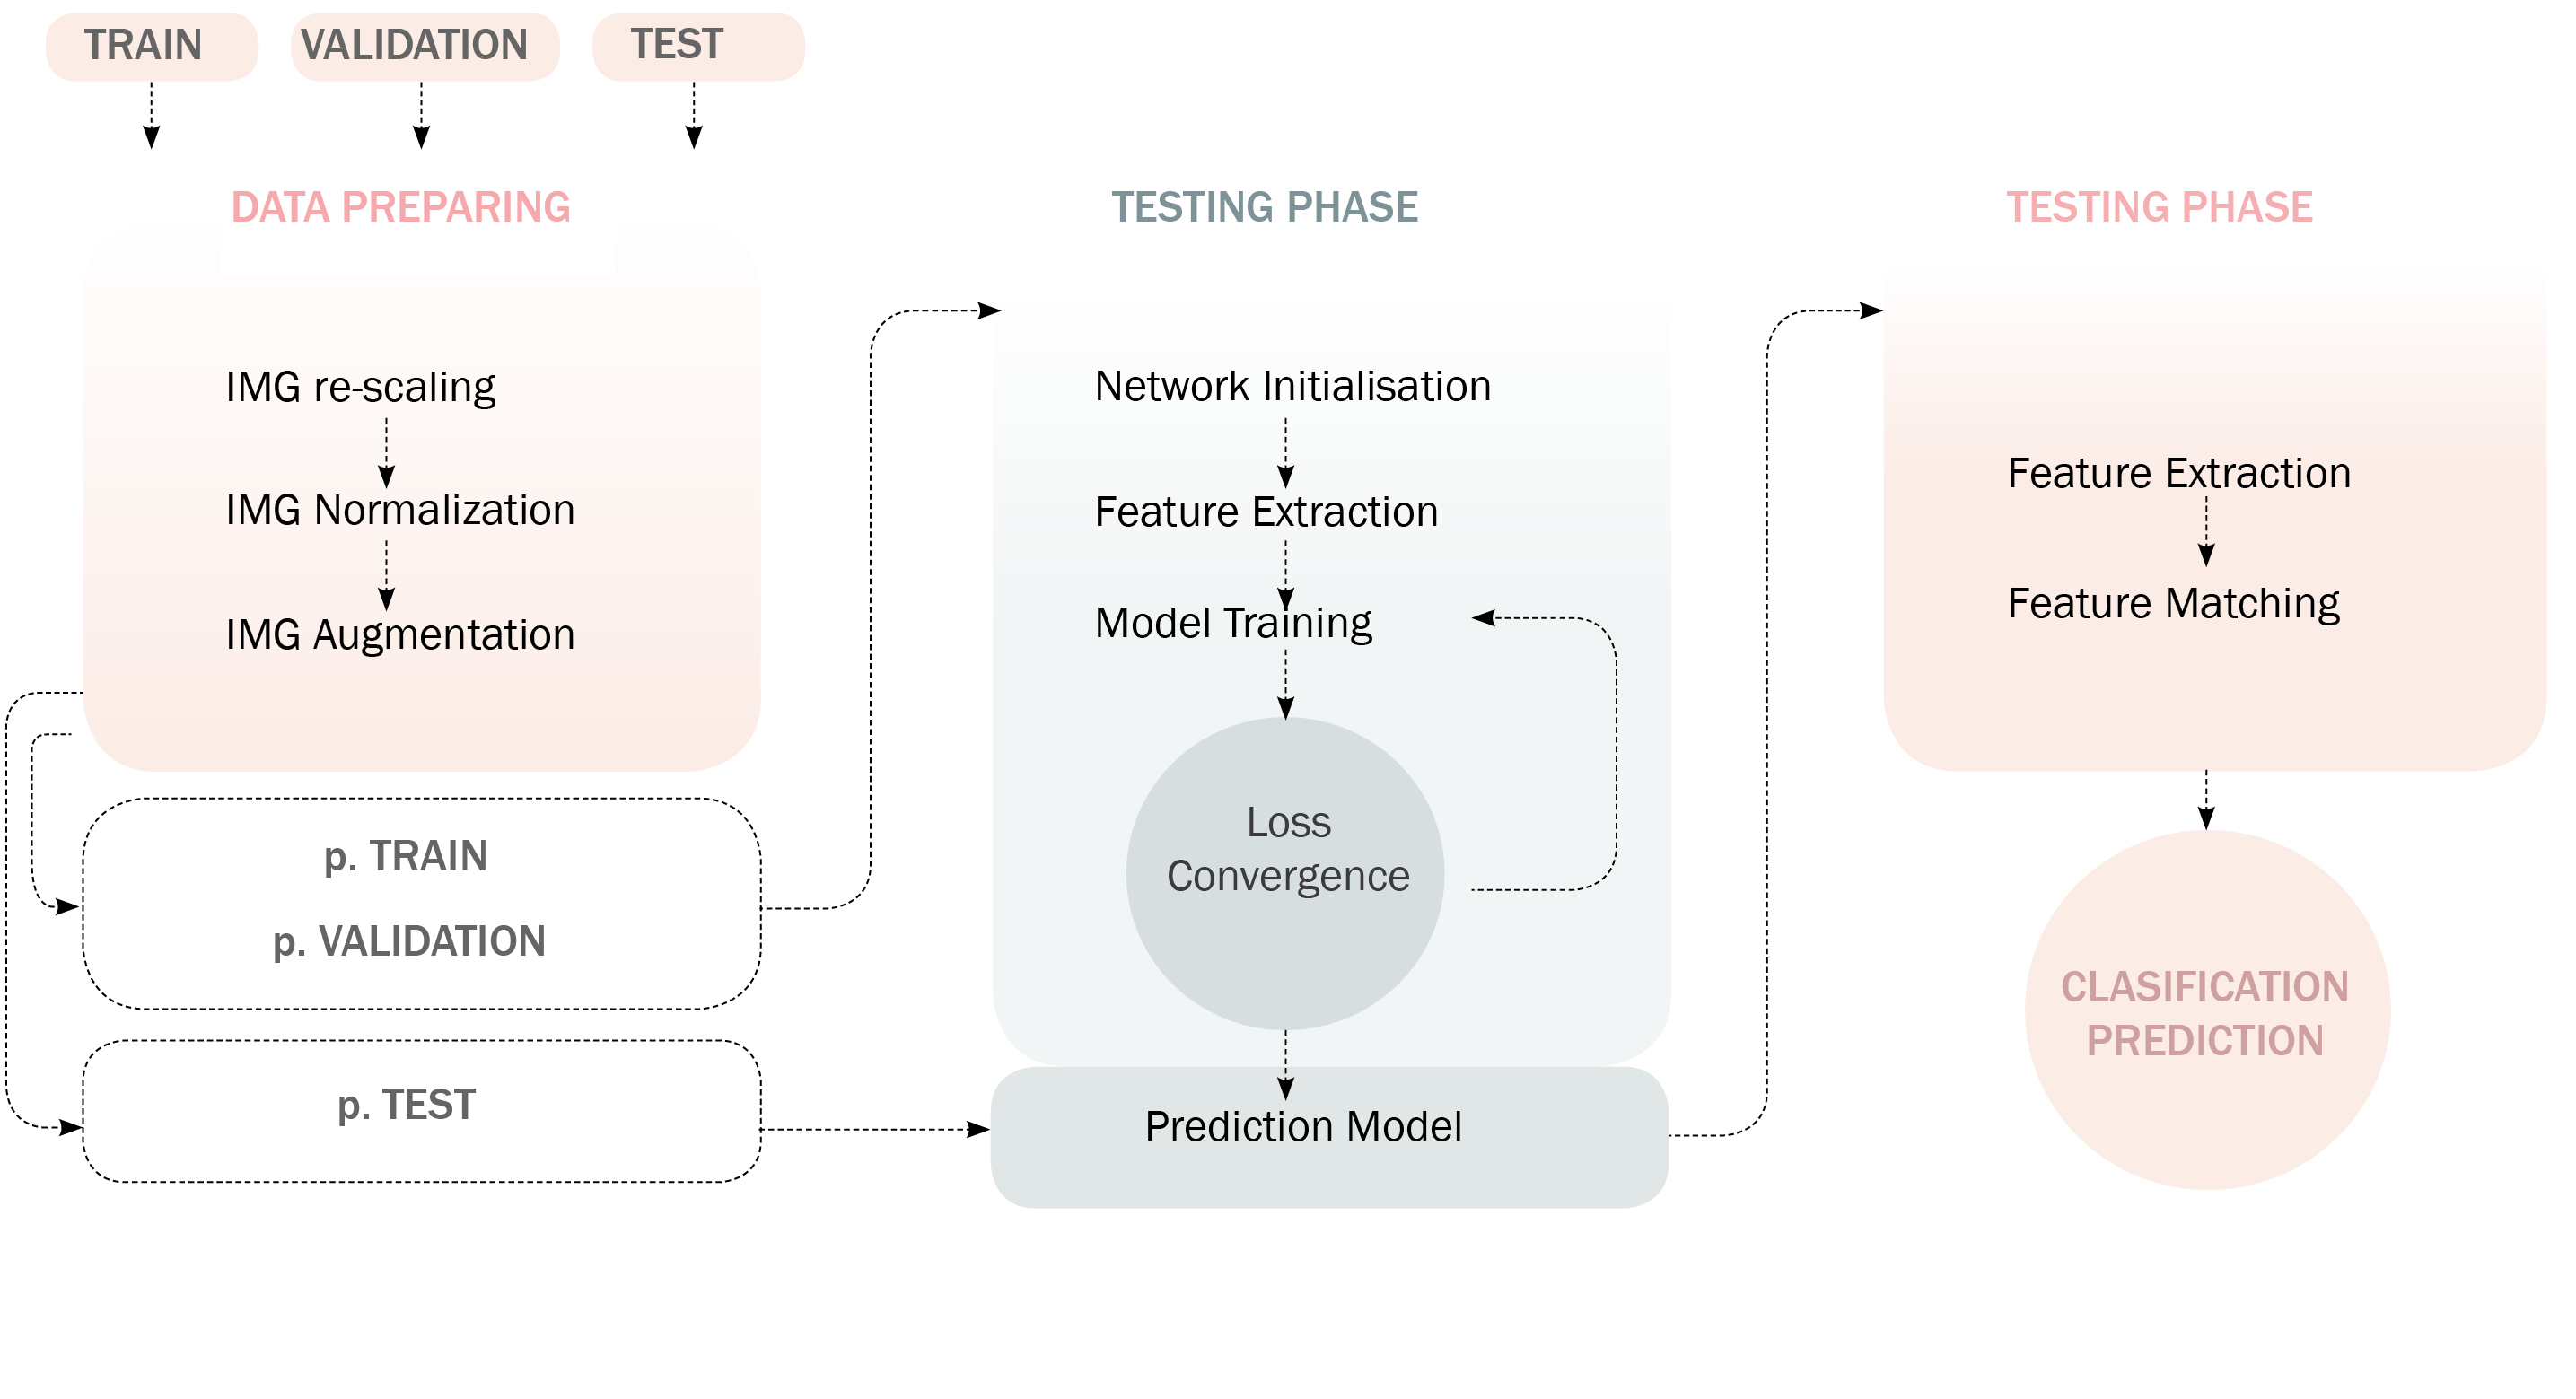 TRAIN
VALIDATION
TEST
DATA PREPARING
IMG re-scaling
IMG Normalization
IMG Augmentation
p. TRAIN
p. VALIDATION
p. TEST
TESTING PHASE
Network Initialisation
Feature Extraction
Model Training
Loss
Convergence
Prediction Model
TESTING PHASE
Feature Extraction
Feature Matching
CLASIFICATION
PREDICTION